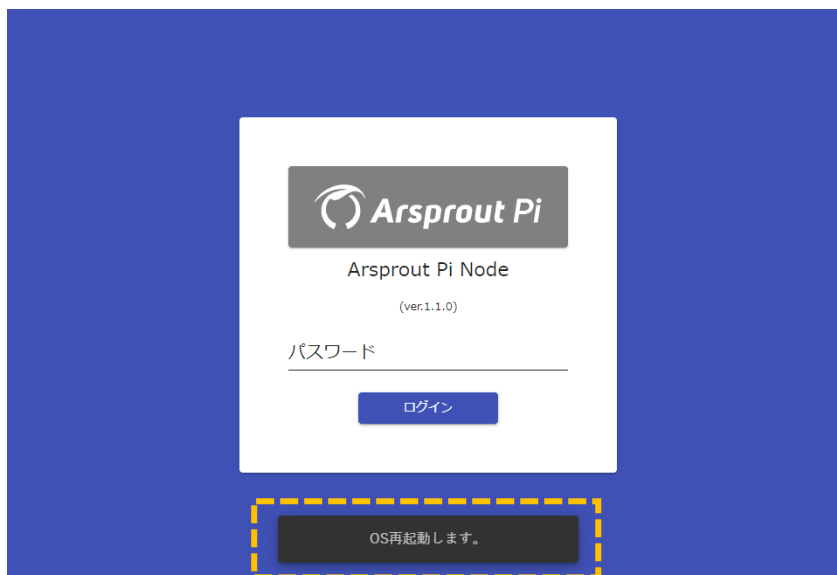 Arsprout Pi
Arsprout Pi Node
(ver.1.1.0)
パスワード
ログイン
OS再起動します。